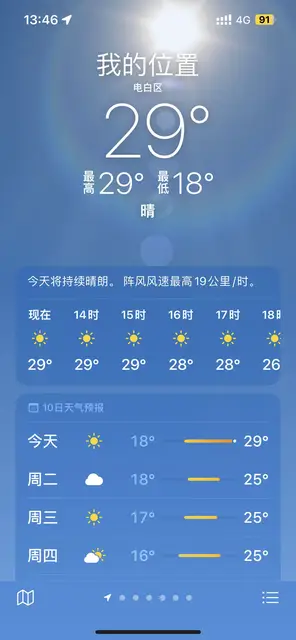 13:46 4G 91
我的位置
电白区
29°
最高29° 最低18°
晴
今天将持续晴朗。阵风风速最高19公里/时。
现在 14时 15时 16时 17时 18时
29° 29° 29° 28° 28° 26
10日天气预报
今天 18° 29°
周二 18° 25°
周三 17° 25°
周四 16° 25°